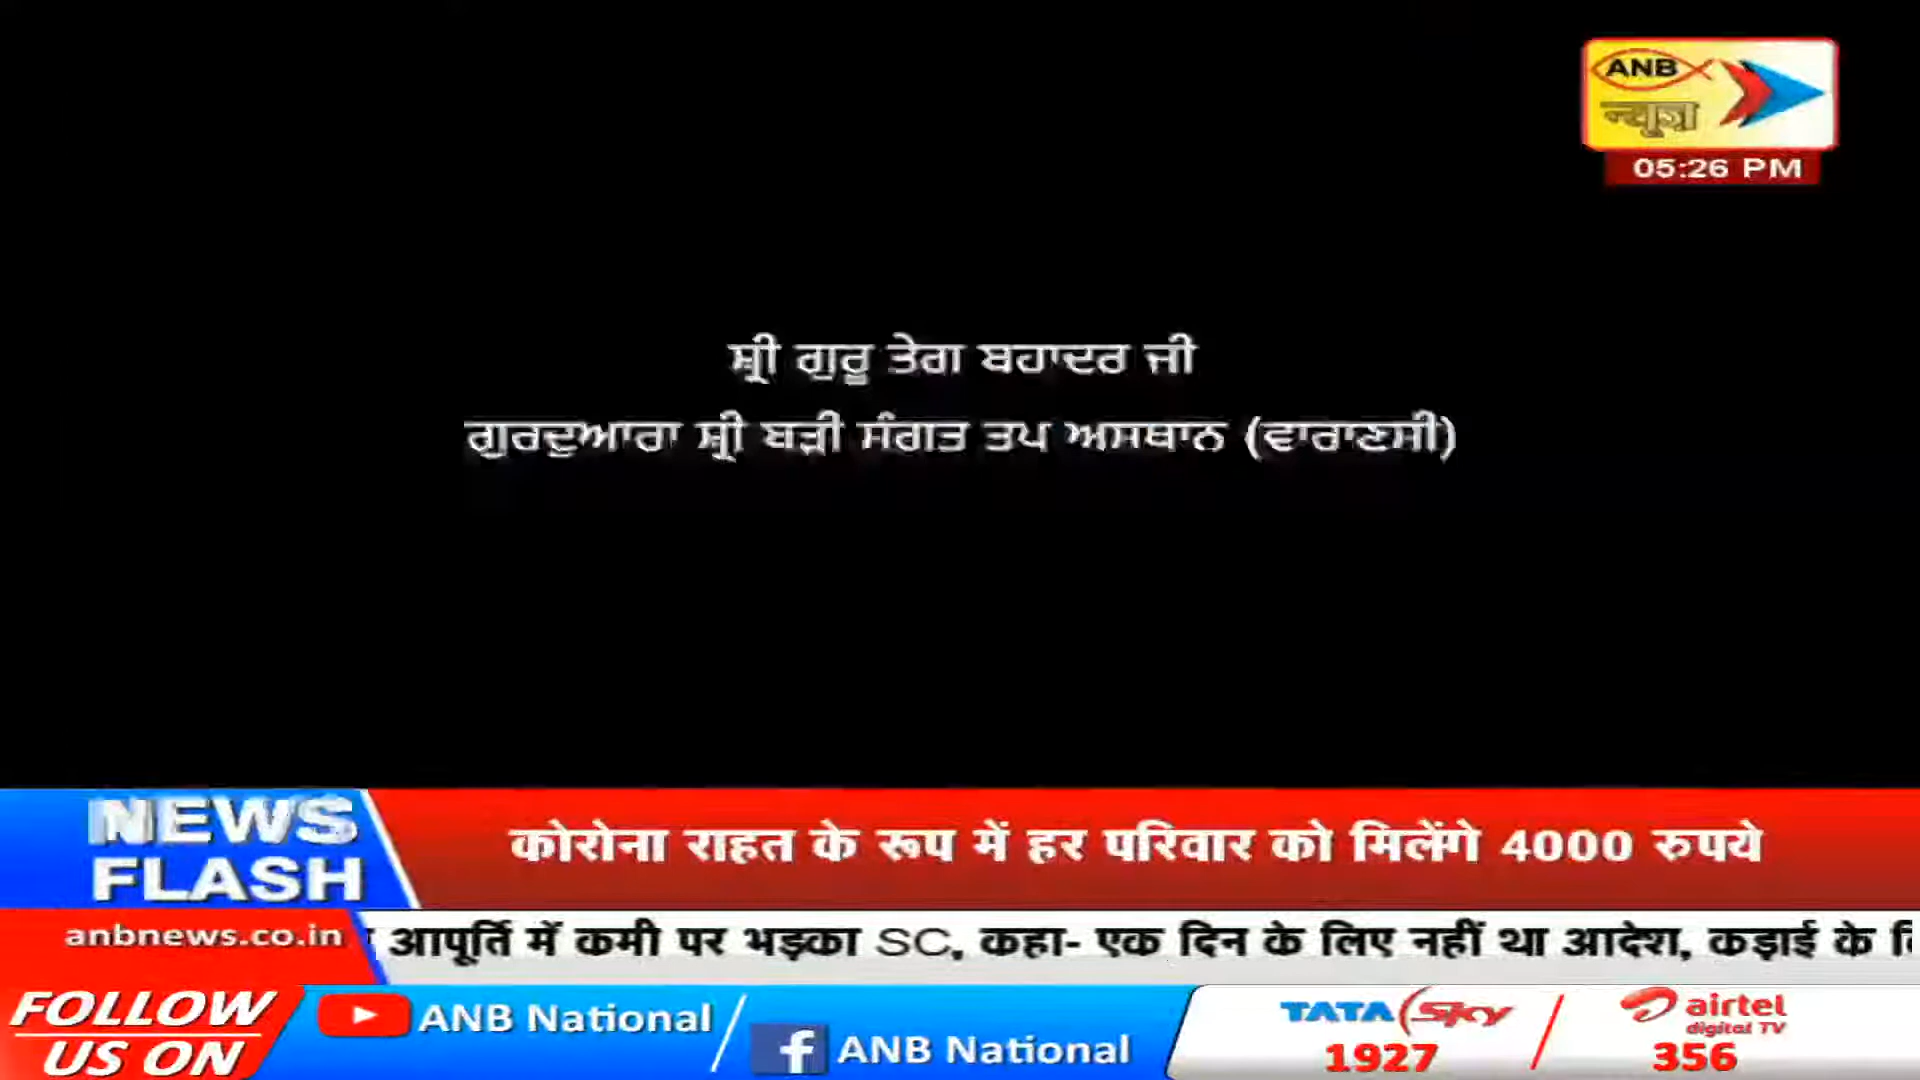 ANB
न्यूज़
05:26 PM
ਸ਼੍ਰੀ ਗੁਰੂ ਤੇਗ ਬਹਾਦਰ ਜੀ
ਗੁਰਦੁਆਰਾ ਸ਼੍ਰੀ ਬੜੀ ਸੰਗਤ ਤਪ ਅਸਥਾਨ (ਵਾਰਾਣਸੀ)
NEWS
FLASH
कोरोना राहत के रूप में हर परिवार को मिलेंगे 4000 रुपये
anbnews.co.in
आपूर्ति में कमी पर भड़का SC, कहा- एक दिन के लिए नहीं था आदेश, कड़ाई के
FOLLOW
US ON
ANB National
ANB National
TATA Sky
1927
airtel
digital TV
356